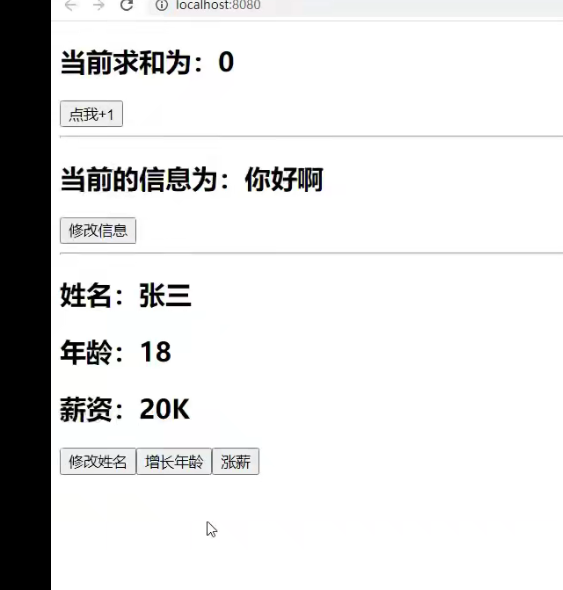 localhost:8080
当前求和为：0
点我+1
当前的信息为：你好啊
修改信息
姓名：张三
年龄：18
薪资：20K
修改姓名 增长年龄 涨薪